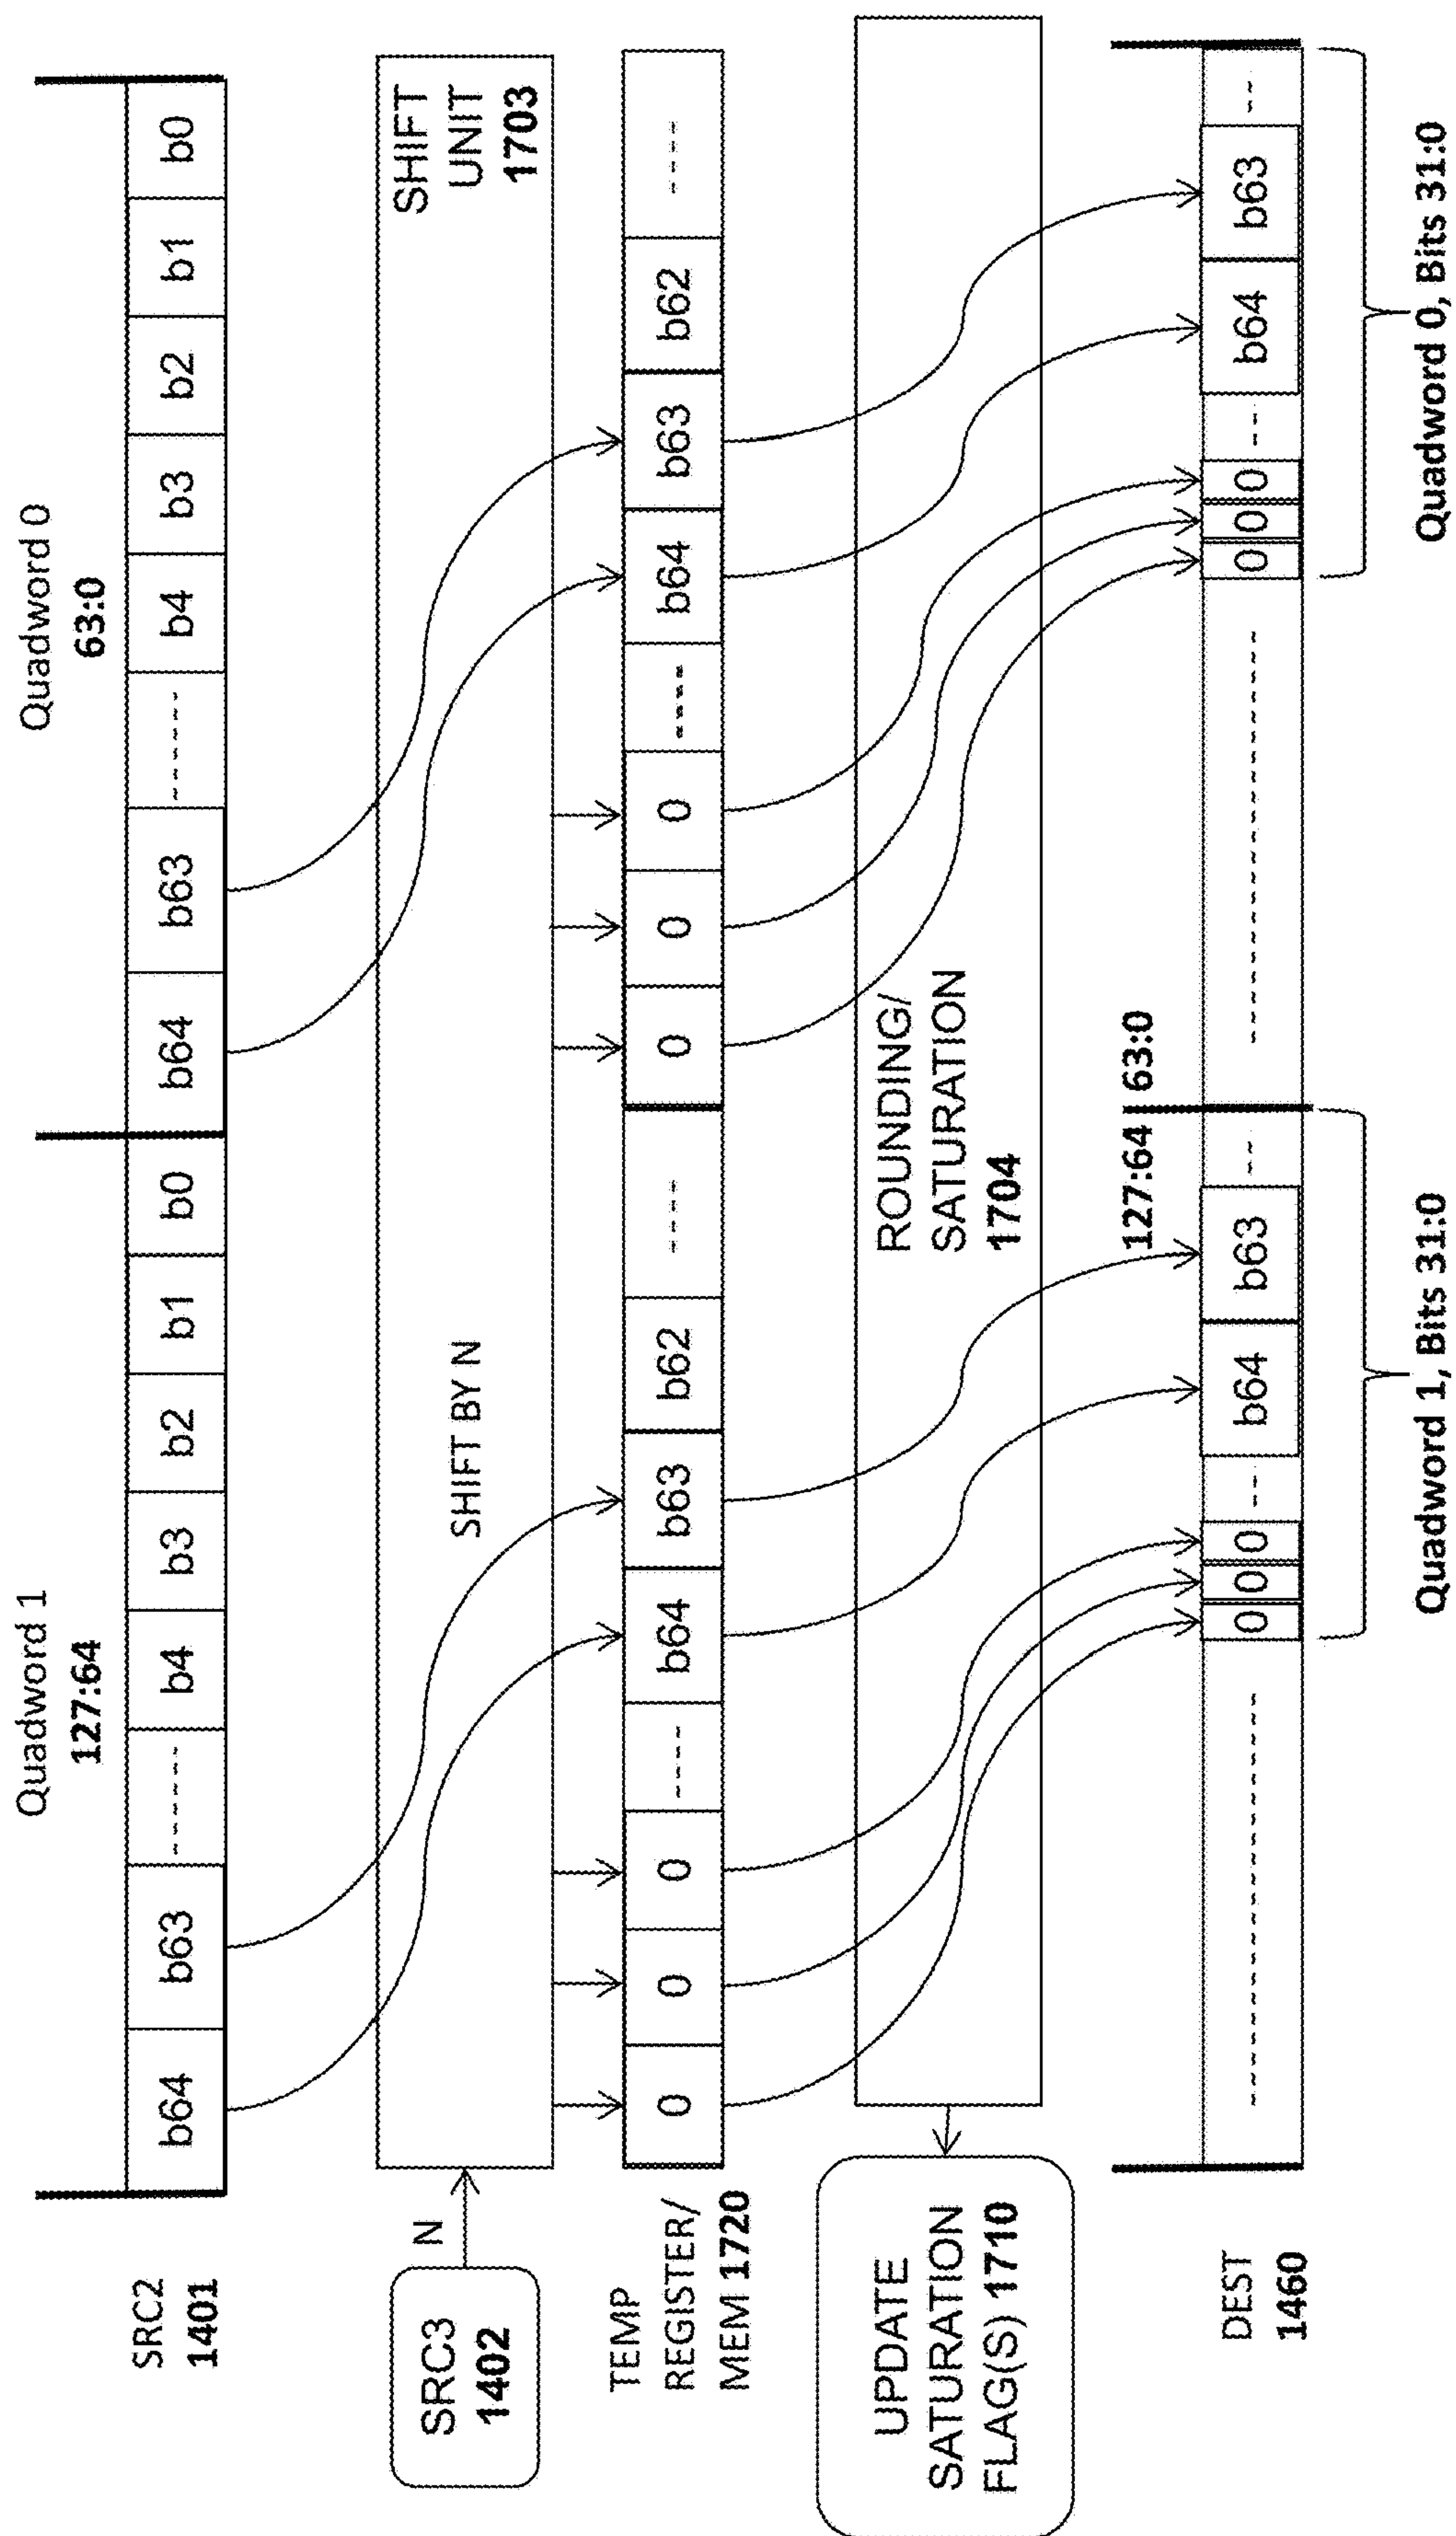 Quadword 1
127:64
Quadword 0
63:0
SRC2
1401
b64 b63 ------- b4 b3 b2 b1 b0 b64 b63 ------- b4 b3 b2 b1 b0
SRC3
1402
N
SHIFT BY N
SHIFT
UNIT
1703
TEMP
REGISTER/
MEM 1720
0 0 0 ---- b64 b63 b62 ---- 0 0 0 ---- b64 b63 b62 ----
ROUNDING/
SATURATION
1704
UPDATE
SATURATION
FLAG(S) 1710
127:64 63:0
DEST
1460
0 0 0 -- b64 b63 -- 0 0 0 -- b64 b63 --
Quadword 1, Bits 31:0
Quadword 0, Bits 31:0